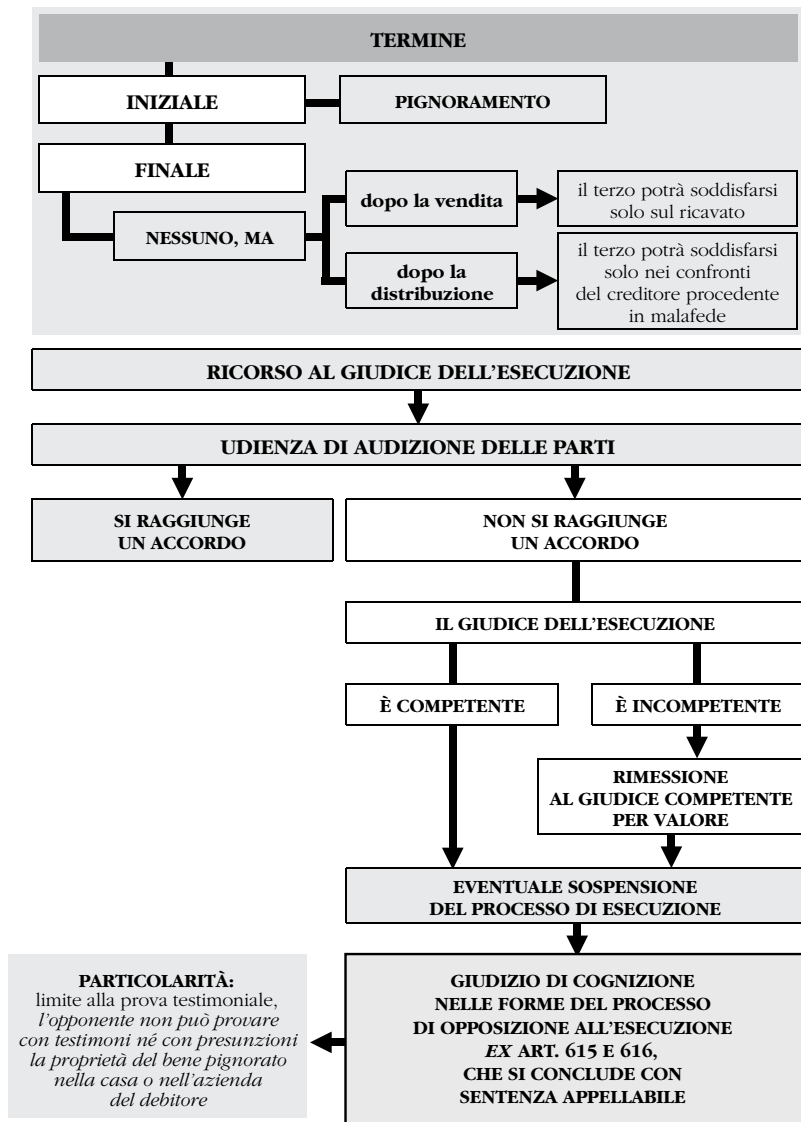 TERMINE
INIZIALE
PIGNORAMENTO
FINALE
NESSUNO, MA
dopo la vendita
il terzo potrà soddisfarsi
solo sul ricavato
dopo la
distribuzione
il terzo potrà soddisfarsi
solo nei confronti
del creditore procedente
in malafede
RICORSO AL GIUDICE DELL'ESECUZIONE
UDIENZA DI AUDIZIONE DELLE PARTI
SI RAGGIUNGE
UN ACCORDO
NON SI RAGGIUNGE
UN ACCORDO
IL GIUDICE DELL'ESECUZIONE
È COMPETENTE
È INCOMPETENTE
RIMESSIONE
AL GIUDICE COMPETENTE
PER VALORE
EVENTUALE SOSPENSIONE
DEL PROCESSO DI ESECUZIONE
GIUDIZIO DI COGNIZIONE
NELLE FORME DEL PROCESSO
DI OPPOSIZIONE ALL'ESECUZIONE
EX ART. 615 E 616,
CHE SI CONCLUDE CON
SENTENZA APPELLABILE
PARTICOLARITÀ:
limite alla prova testimoniale,
l'opponente non può provare
con testimoni né con presunzioni
la proprietà del bene pignorato
nella casa o nell'azienda
del debitore